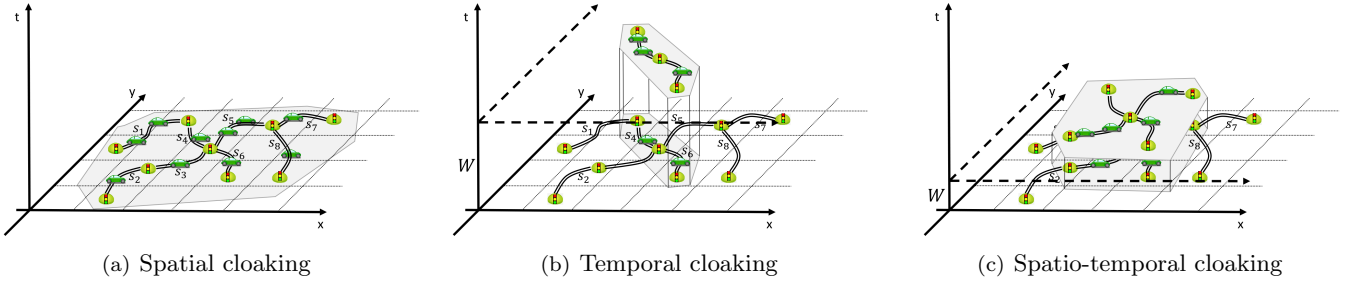 t
y
s1
s2
s3
s4
s5
s6
s7
s8
x
(a) Spatial cloaking
t
y
W
s1
s2
s4
s5
s6
s7
s8
x
(b) Temporal cloaking
t
y
W
s2
s7
s8
x
(c) Spatio-temporal cloaking